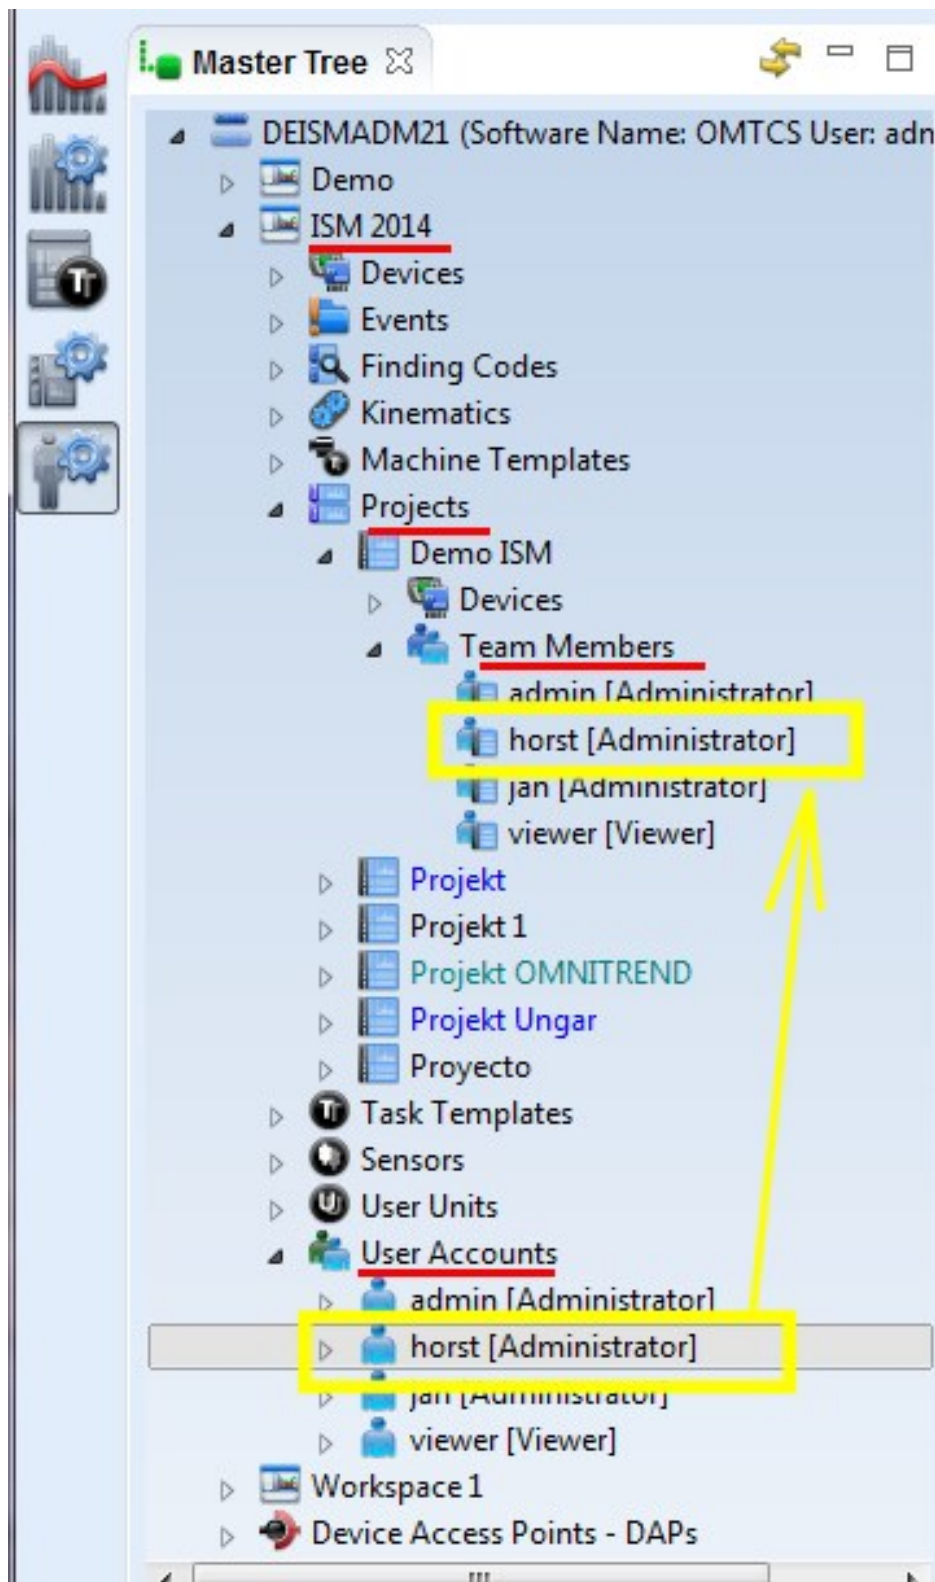 Master Tree
DEISMADM21 (Software Name: OMTCS User: adn
Demo
ISM 2014
Devices
Events
Finding Codes
Kinematics
Machine Templates
Projects
Demo ISM
Devices
Team Members
admin [Administrator]
horst [Administrator]
jan [Administrator]
viewer [Viewer]
Projekt
Projekt 1
Projekt OMNITREND
Projekt Ungar
Proyecto
Task Templates
Sensors
User Units
User Accounts
admin [Administrator]
horst [Administrator]
jan [Administrator]
viewer [Viewer]
Workspace 1
Device Access Points - DAPs